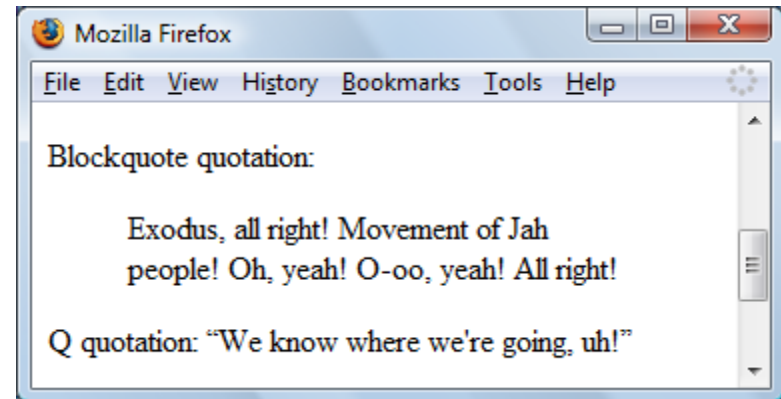 Mozilla Firefox
File Edit View History Bookmarks Tools Help
Blockquote quotation:
Exodus, all right! Movement of Jah
people! Oh, yeah! O-oo, yeah! All right!
Q quotation: “We know where we're going, uh!”